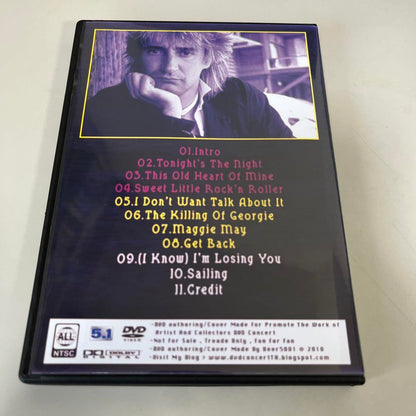 01.Intro
02.Tonight's The Night
03.This Old Heart Of Mine
04.Sweet Little Rock'n Roller
05.I Don't Want Talk About It
06.The Killing Of Georgie
07.Maggie May
08.Get Back
09.(I Know) I'm Losing You
10.Sailing
11.Credit
ALL
NTSC
5.1
DVD
VIDEO
DOLBY
DIGITAL
-DVD authoring/Cover Made for Promote The Work of
Artist And Collectors DVD Concert
-Not for Sale , Trade Only , Fan For Fan
-DVD authoring/Cover Made By Beer5001 @ 2010
-Visit My Blog > www.dvdconcertTH.blogspot.com